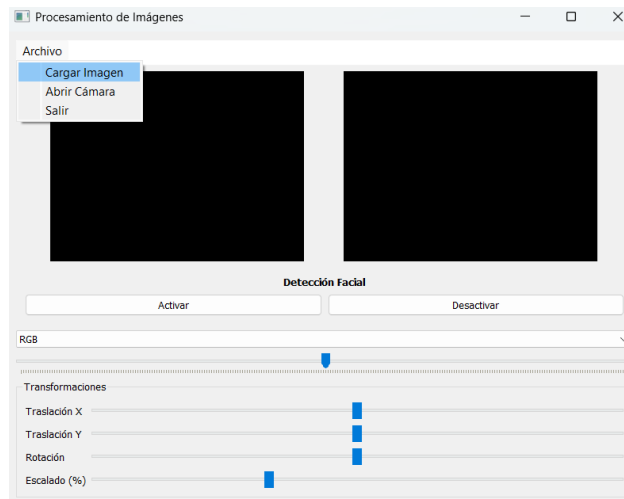 Procesamiento de Imágenes
Archivo
Cargar Imagen
Abrir Cámara
Salir
Detección Facial
Activar
Desactivar
RGB
Transformaciones
Traslación X
Traslación Y
Rotación
Escalado (%)